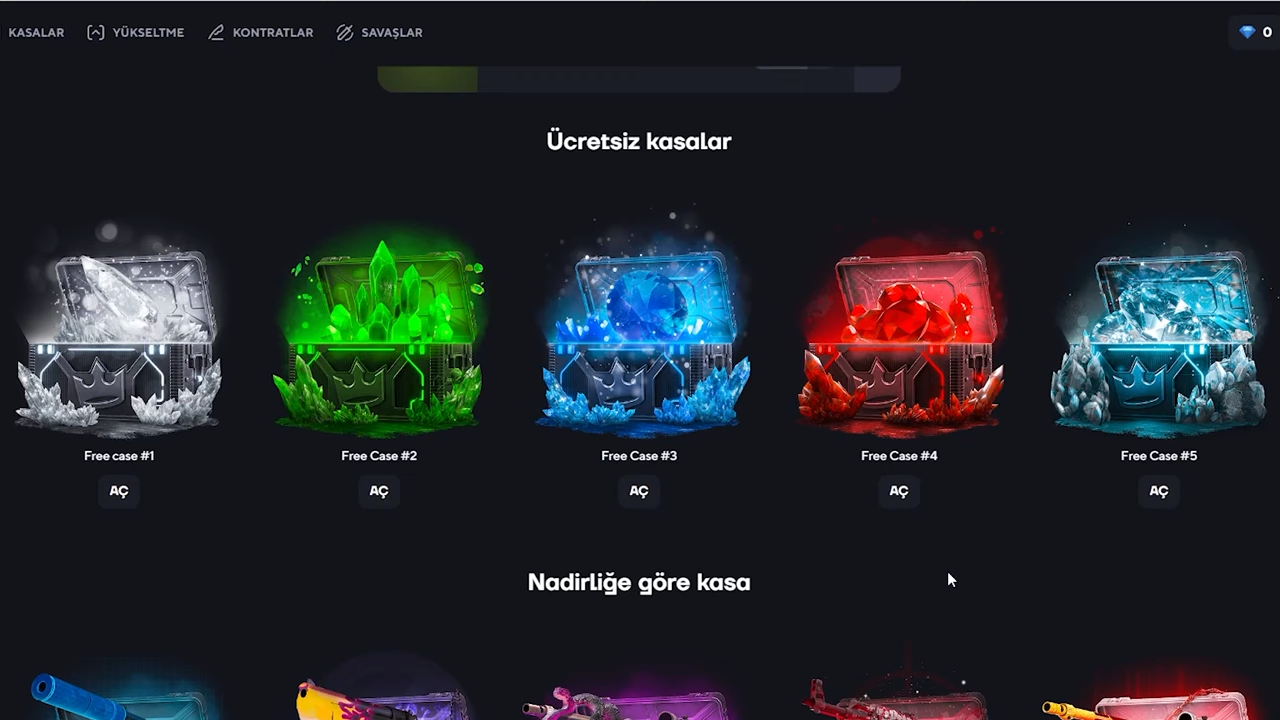 KASALAR
YÜKSELTME
KONTRATLAR
SAVAŞLAR
0
Ücretsiz kasalar
Free case #1
Free Case #2
Free Case #3
Free Case #4
Free Case #5
AÇ
AÇ
AÇ
AÇ
AÇ
Nadirliğe göre kasa